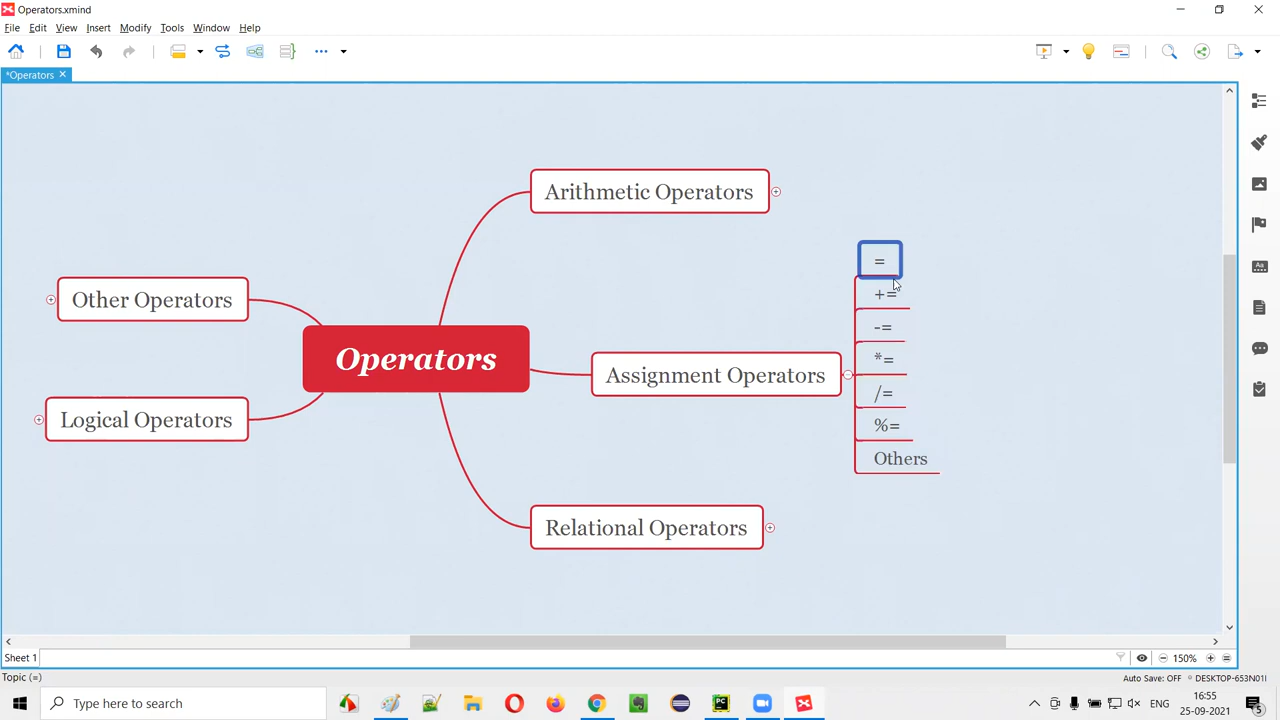 Operators.xmind
File Edit View Insert Modify Tools Window Help
*Operators
Arithmetic Operators
=
+=
-=
*=
/=
%=
Others
Other Operators
Operators
Assignment Operators
Logical Operators
Relational Operators
Sheet 1
150%
Topic (=)
Auto Save: OFF
DESKTOP-653N01I
Type here to search
ENG
16:55
25-09-2021
5